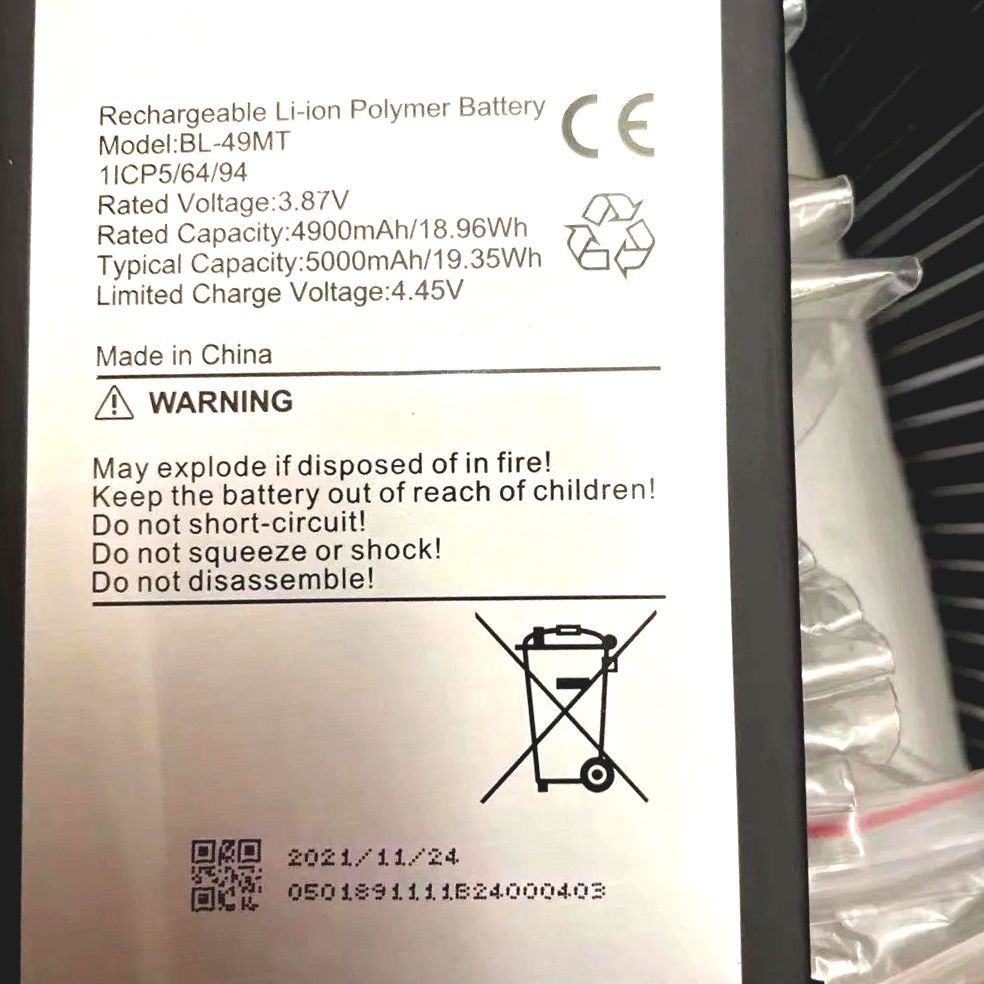 Rechargeable Li-ion Polymer Battery
CE
Model:BL-49MT
1ICP5/64/94
Rated Voltage:3.87V
Rated Capacity:4900mAh/18.96Wh
Typical Capacity:5000mAh/19.35Wh
Limited Charge Voltage:4.45V
Made in China
WARNING
May explode if disposed of in fire!
Keep the battery out of reach of children!
Do not short-circuit!
Do not squeeze or shock!
Do not disassemble!
2021/11/24
0501891111B24000403